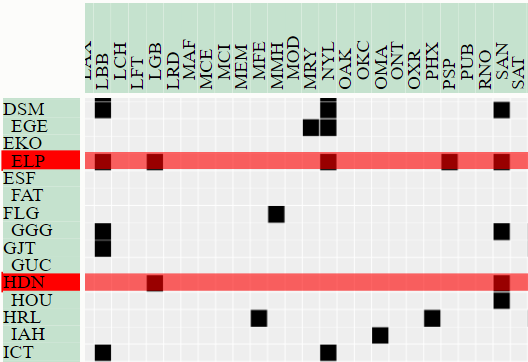 LAX
LBB
LCH
LFT
LGB
LRD
MAF
MCE
MCI
MEM
MFE
MMH
MOD
MRY
NYL
OAK
OKC
OMA
ONT
OXR
PHX
PSP
PUB
RNO
SAN
SAT
DSM
EGE
EKO
ELP
ESF
FAT
FLG
GGG
GJT
GUC
HDN
HOU
HRL
IAH
ICT